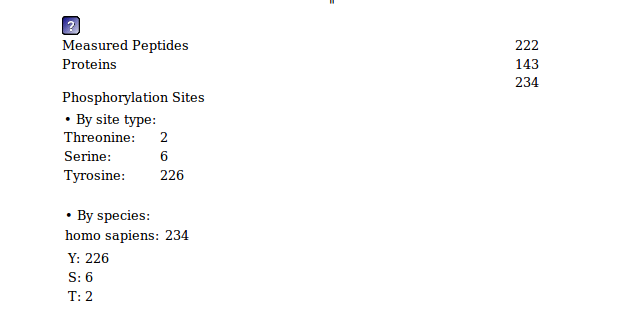 ?
Measured Peptides 222
Proteins 143
234
Phosphorylation Sites
• By site type:
Threonine: 2
Serine: 6
Tyrosine: 226
• By species:
homo sapiens: 234
Y: 226
S: 6
T: 2